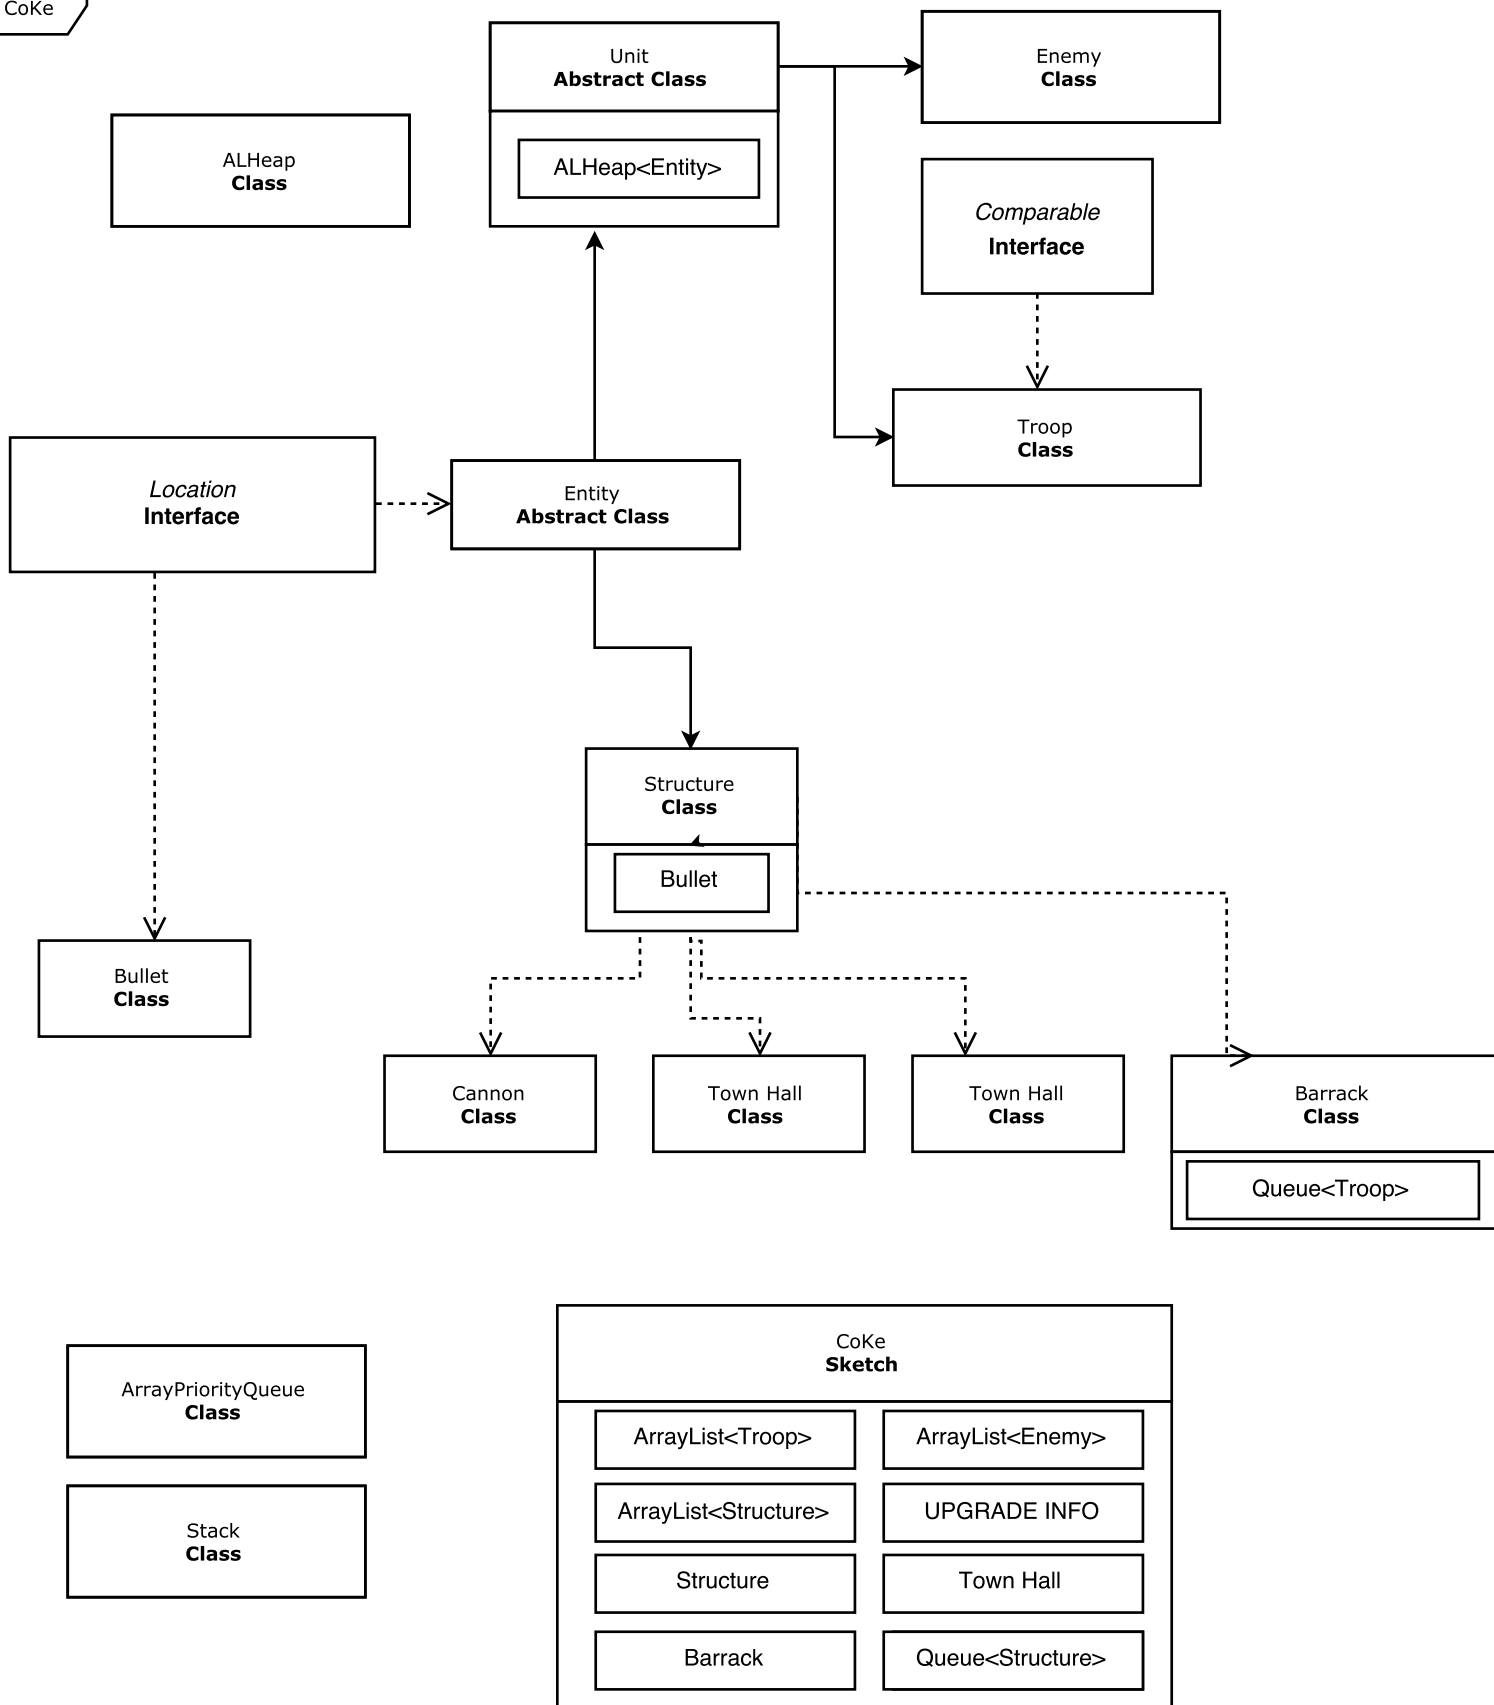 CoKe
Unit
Abstract Class
ALHeap<Entity>
Enemy
Class
ALHeap
Class
Comparable
Interface
Troop
Class
Location
Interface
Entity
Abstract Class
Structure
Class
Bullet
Bullet
Class
Cannon
Class
Town Hall
Class
Town Hall
Class
Barrack
Class
Queue<Troop>
ArrayPriorityQueue
Class
Stack
Class
CoKe
Sketch
ArrayList<Troop>
ArrayList<Enemy>
ArrayList<Structure>
UPGRADE INFO
Structure
Town Hall
Barrack
Queue<Structure>